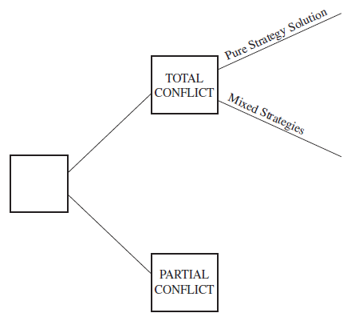 Pure Strategy Solution
TOTAL
CONFLICT
Mixed Strategies
PARTIAL
CONFLICT